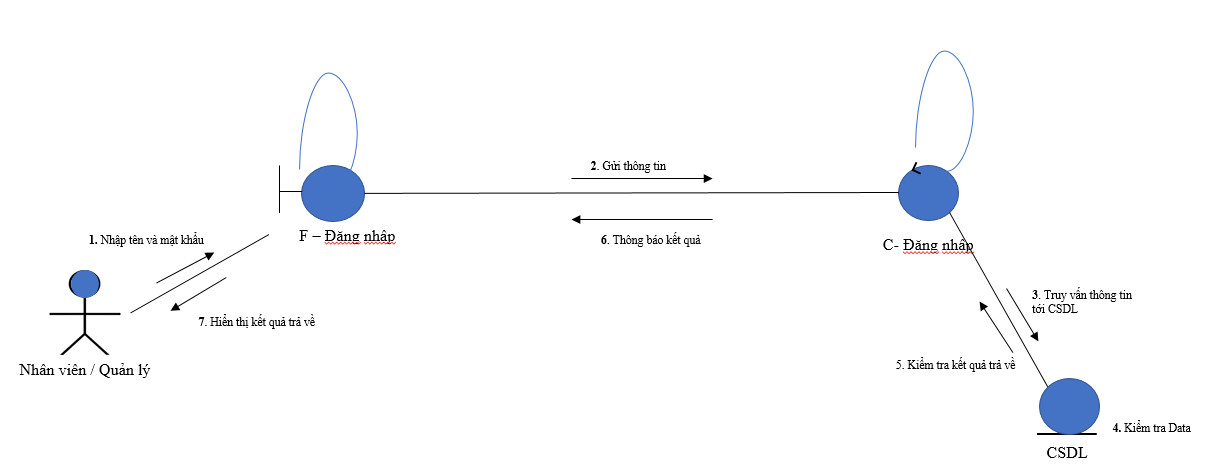 2. Gửi thông tin
F – Đăng nhâp
1. Nhập tên và mật khẩu
6. Thông báo kết quả
C- Đăng nhâp
3. Truy vấn thông tin
tới CSDL
7. Hiển thị kết quả trả về
5. Kiểm tra kết quả trả về
Nhân viên / Quản lý
4. Kiểm tra Data
CSDL